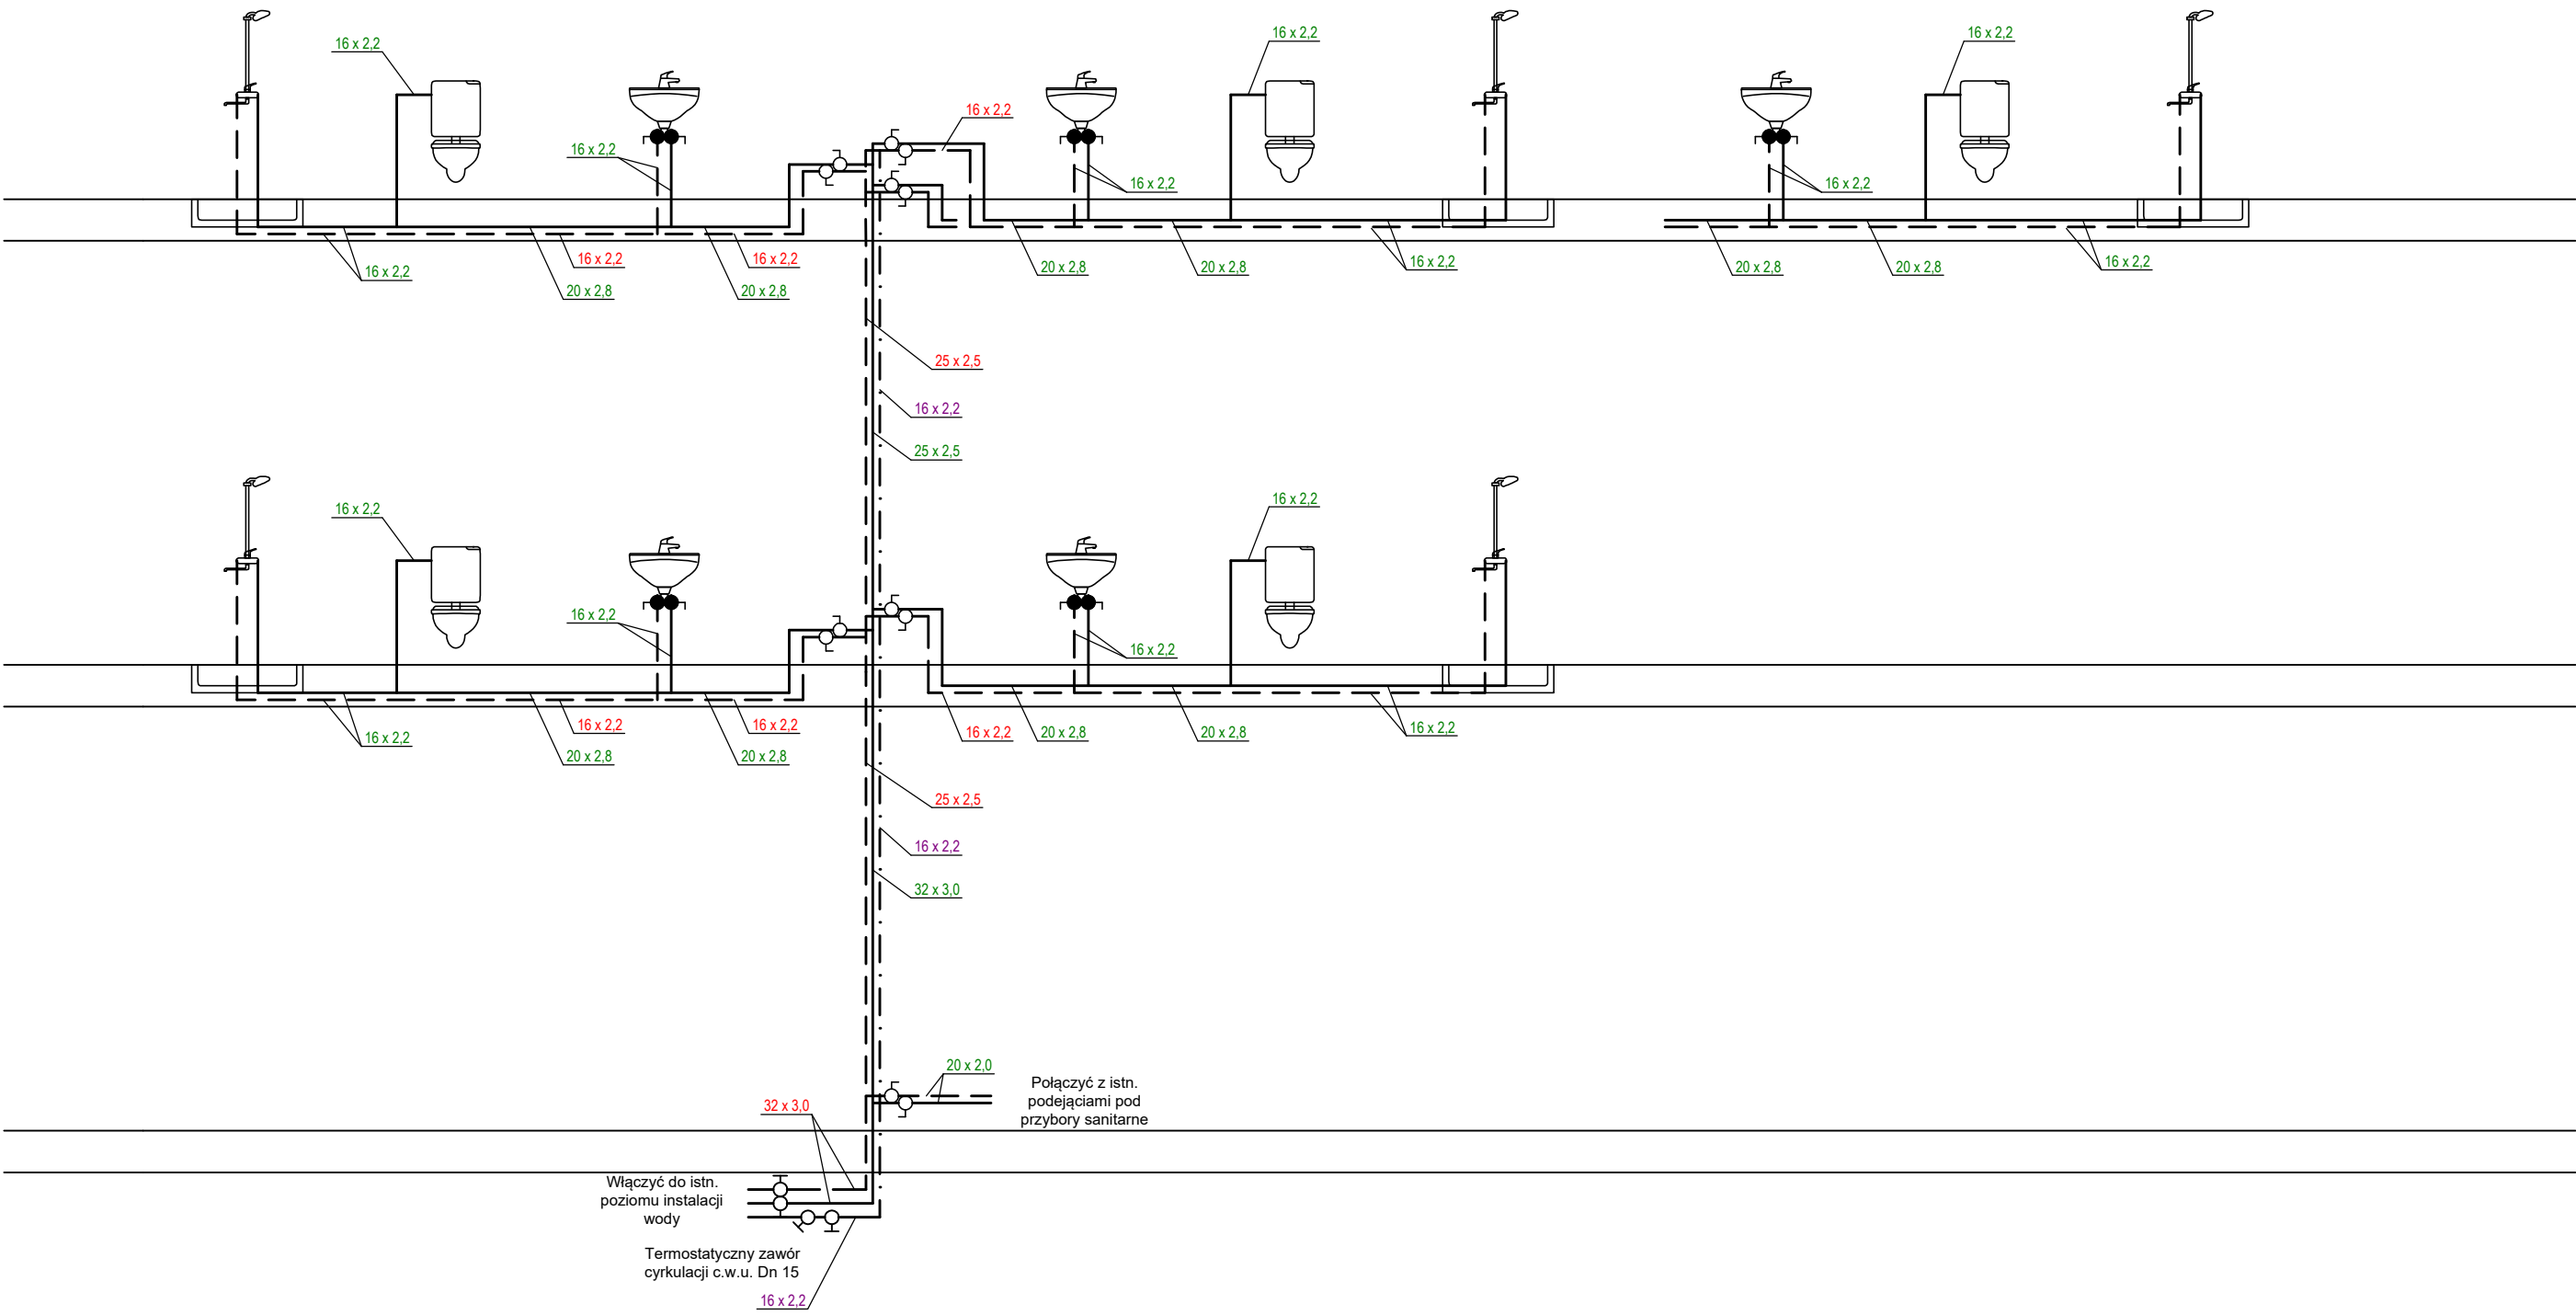 16 x 2,2
16 x 2,2
16 x 2,2
16 x 2,2
16 x 2,2
16 x 2,2
16 x 2,2
16 x 2,2
16 x 2,2
16 x 2,2
16 x 2,2
16 x 2,2
16 x 2,2
20 x 2,8
20 x 2,8
20 x 2,8
20 x 2,8
20 x 2,8
20 x 2,8
25 x 2,5
16 x 2,2
25 x 2,5
16 x 2,2
16 x 2,2
16 x 2,2
16 x 2,2
16 x 2,2
16 x 2,2
16 x 2,2
16 x 2,2
20 x 2,8
20 x 2,8
16 x 2,2
16 x 2,2
20 x 2,8
20 x 2,8
25 x 2,5
16 x 2,2
32 x 3,0
20 x 2,0
Połączyć z istn.
podejąciami pod
przybory sanitarne
32 x 3,0
Włączyć do istn.
poziomu instalacji
wody
Termostatyczny zawór
cyrkulacji c.w.u. Dn 15
16 x 2,2